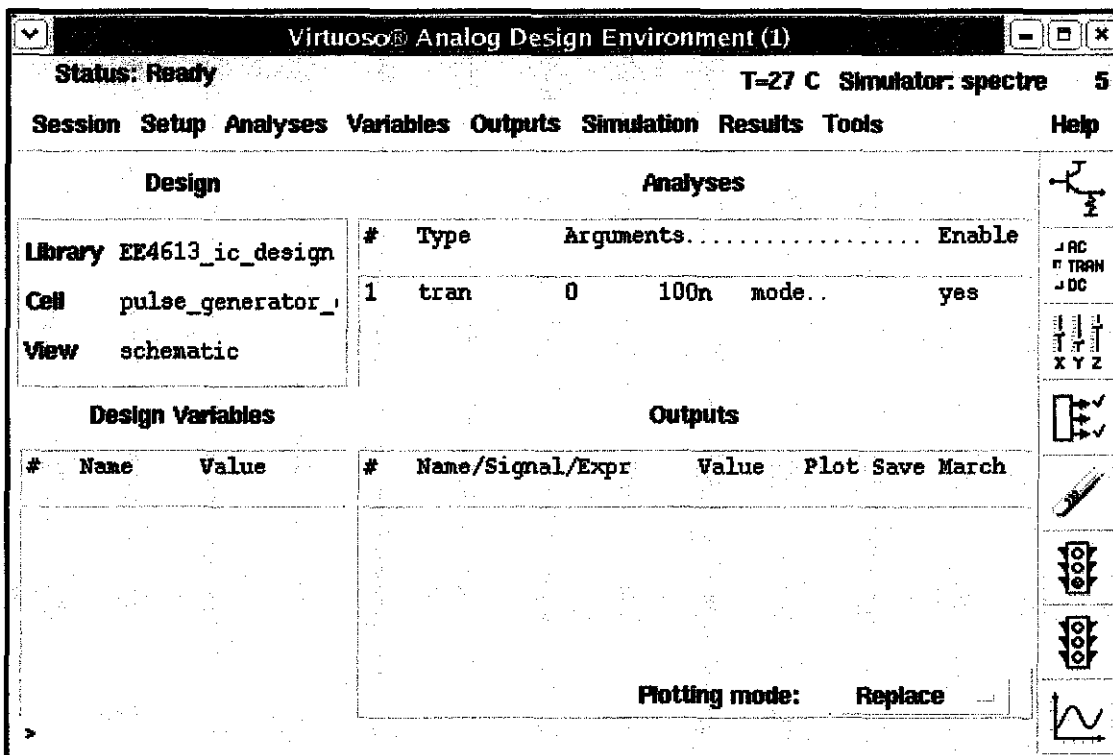 Virtuoso® Analog Design Environment (1)
Status: Ready T=27 C Simulator: spectre 5
Session Setup Analyses Variables Outputs Simulation Results Tools Help
Design
Library EE4613_ic_design
Cell pulse_generator_
View schematic
Analyses
# Type Arguments................... Enable
1 tran 0 100n mode.. yes
Design Variables
# Name Value
Outputs
# Name/Signal/Expr Value Plot Save March
Plotting mode: Replace
>
AC
TRAN
DC
X Y Z